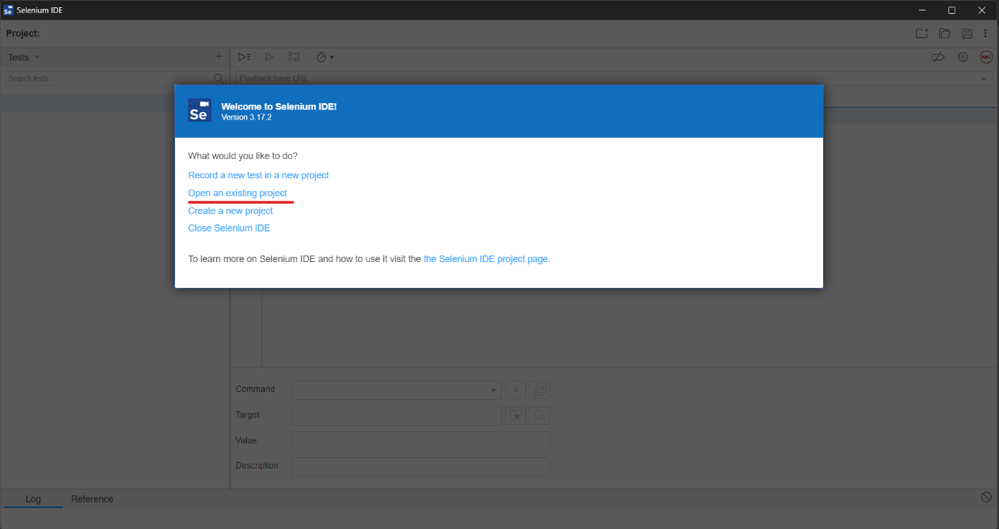 Se Selenium IDE
Project:
Tests
Search tests...
Playback base URL
REC
Se
Welcome to Selenium IDE!
Version 3.17.2
What would you like to do?
Record a new test in a new project
Open an existing project
Create a new project
Close Selenium IDE
To learn more on Selenium IDE and how to use it visit the the Selenium IDE project page.
Command
//
Target
Value
Description
Log
Reference